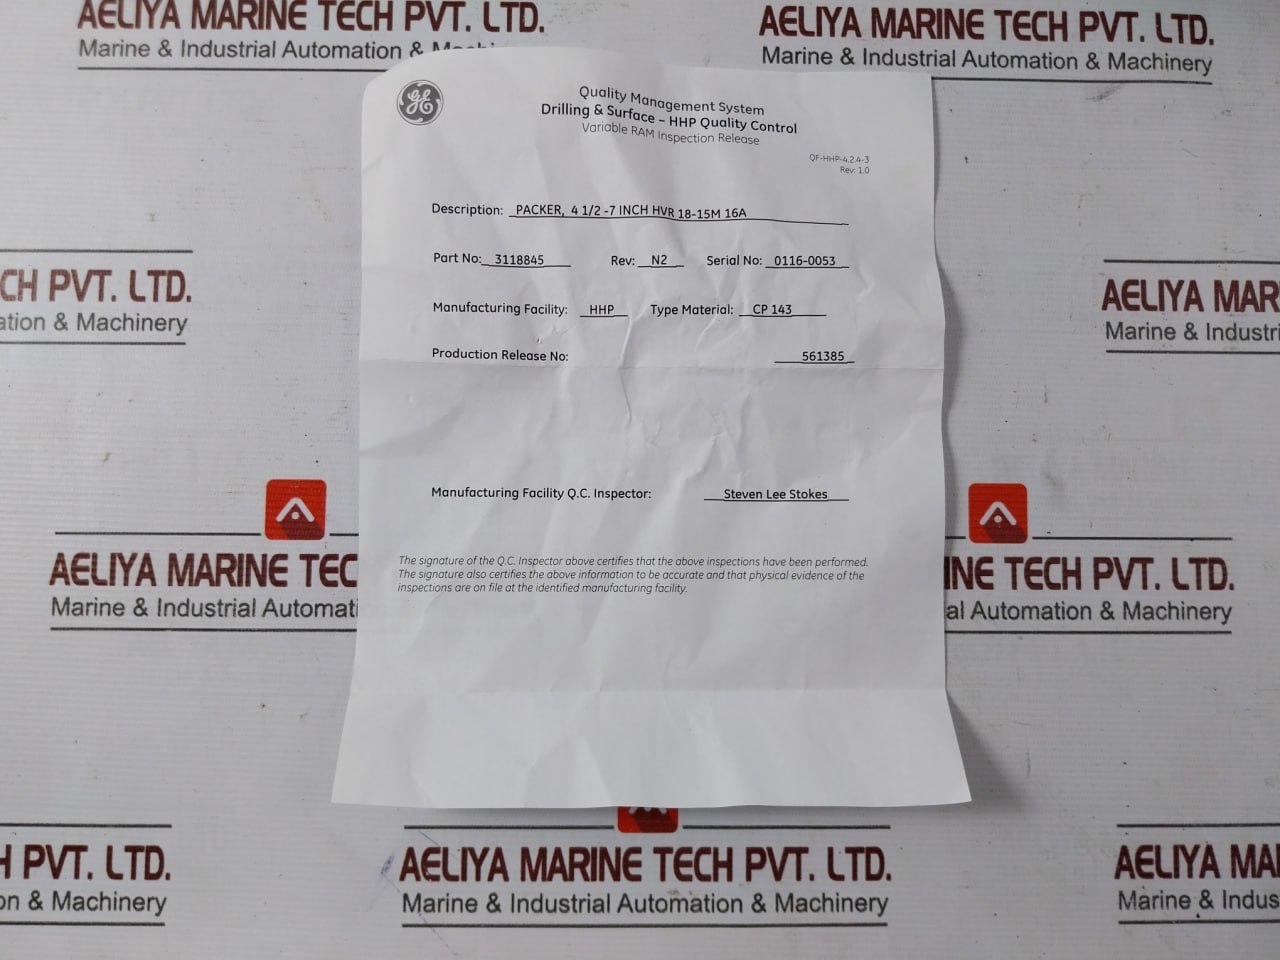 AELIYA MARINE TECH PVT. LTD.
Marine & Industrial Automation &
AELIYA MARINE TECH PVT. LTD.
Marine & Industrial Automation & Machinery
GE
Quality Management System
Drilling & Surface – HHP Quality Control
Variable RAM Inspection Release
QF-HHP-4.2.4-3
Rev: 1.0
Description: PACKER, 4 1/2 -7 INCH HVR 18-15M 16A
Part No: 3118845 Rev: N2 Serial No: 0116-0053
Manufacturing Facility: HHP Type Material: CP 143
Production Release No: 561385
Manufacturing Facility Q.C. Inspector: Steven Lee Stokes
The signature of the Q.C. Inspector above certifies that the above inspections have been performed.
The signature also certifies the above information to be accurate and that physical evidence of the
inspections are on file at the identified manufacturing facility.
CH PVT. LTD.
ation & Machinery
AELIYA MAR
Marine & Industri
AELIYA MARINE TEC
Marine & Industrial Automati
INE TECH PVT. LTD.
al Automation & Machinery
H PVT. LTD.
on & Machinery
AELIYA MARINE TECH PVT. LTD.
Marine & Industrial Automation & Machinery
AELIYA MA
Marine & Indus